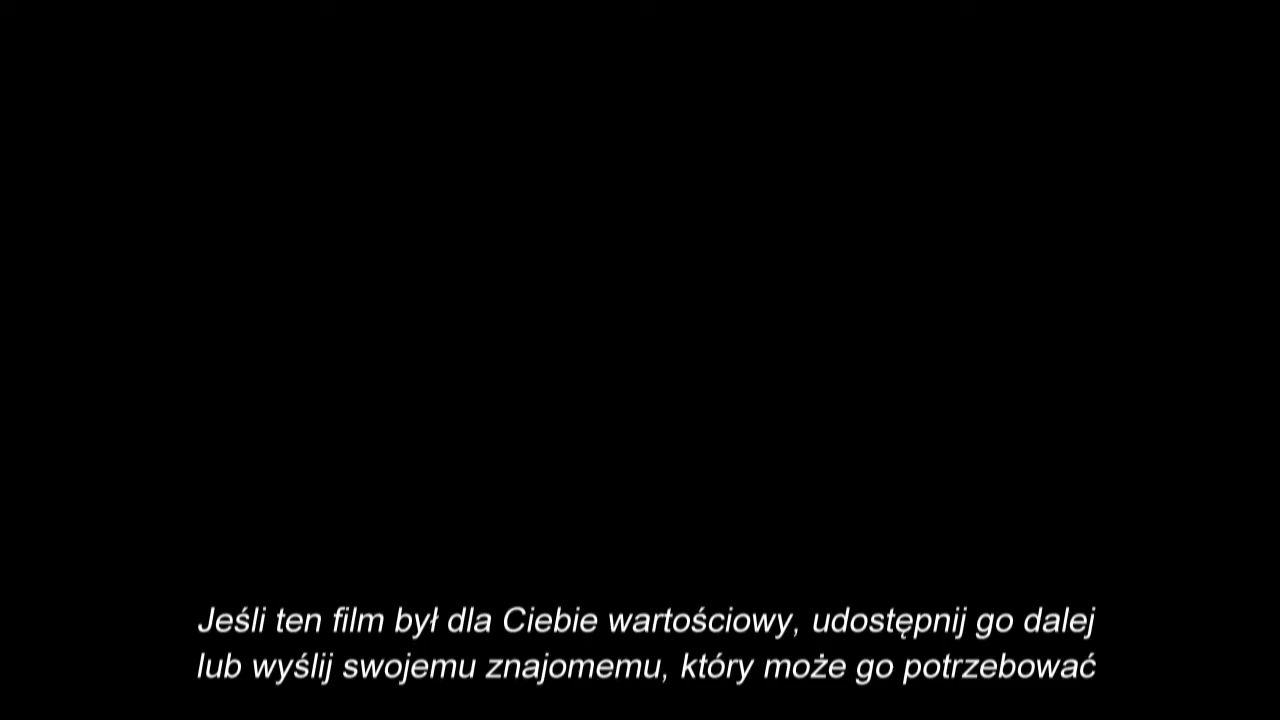 Jeśli ten film był dla Ciebie wartościowy, udostępnij go dalej
lub wyślij swojemu znajomemu, który może go potrzebować